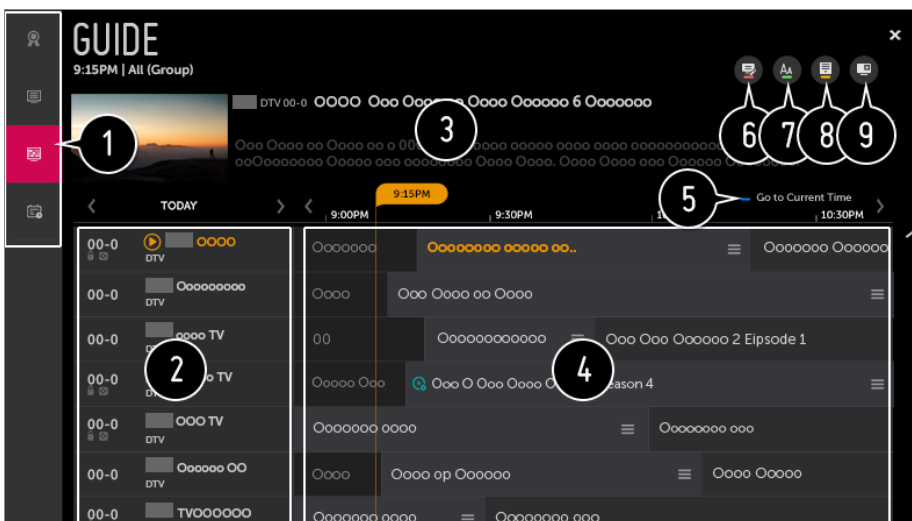 GUIDE
9:15PM | All (Group)
DTV 00-0 OOOO Ooo
Oooo Oooooo 6 Ooooooo
1
3
6
7
8
9
5
Go to Current Time
TODAY
9:15PM
9:00PM
9:30PM
10:30PM
00-0
OOOO
DTV
Ooooooo
Oooooooo ooooo oo..
Ooooooo Oooooo
00-0
Ooooooooo
DTV
Oooo
Ooo Oooo oo Oooo
00-0
oooo TV
00
Oooooooooooo
Ooo Ooo Oooooo 2 Eipsode 1
00-0
TV
2
Ooooo Ooo
Ooo O Ooo Oooo
4
eason 4
00-0
OOO TV
DTV
Ooooooo oooo
Oooooooo ooo
00-0
Oooooo OO
DTV
Oooo
Oooo op Oooooo
Oooo Ooooo
00-0
TVOOOOOO
Ooooooo oooo
Oooooooo ooo